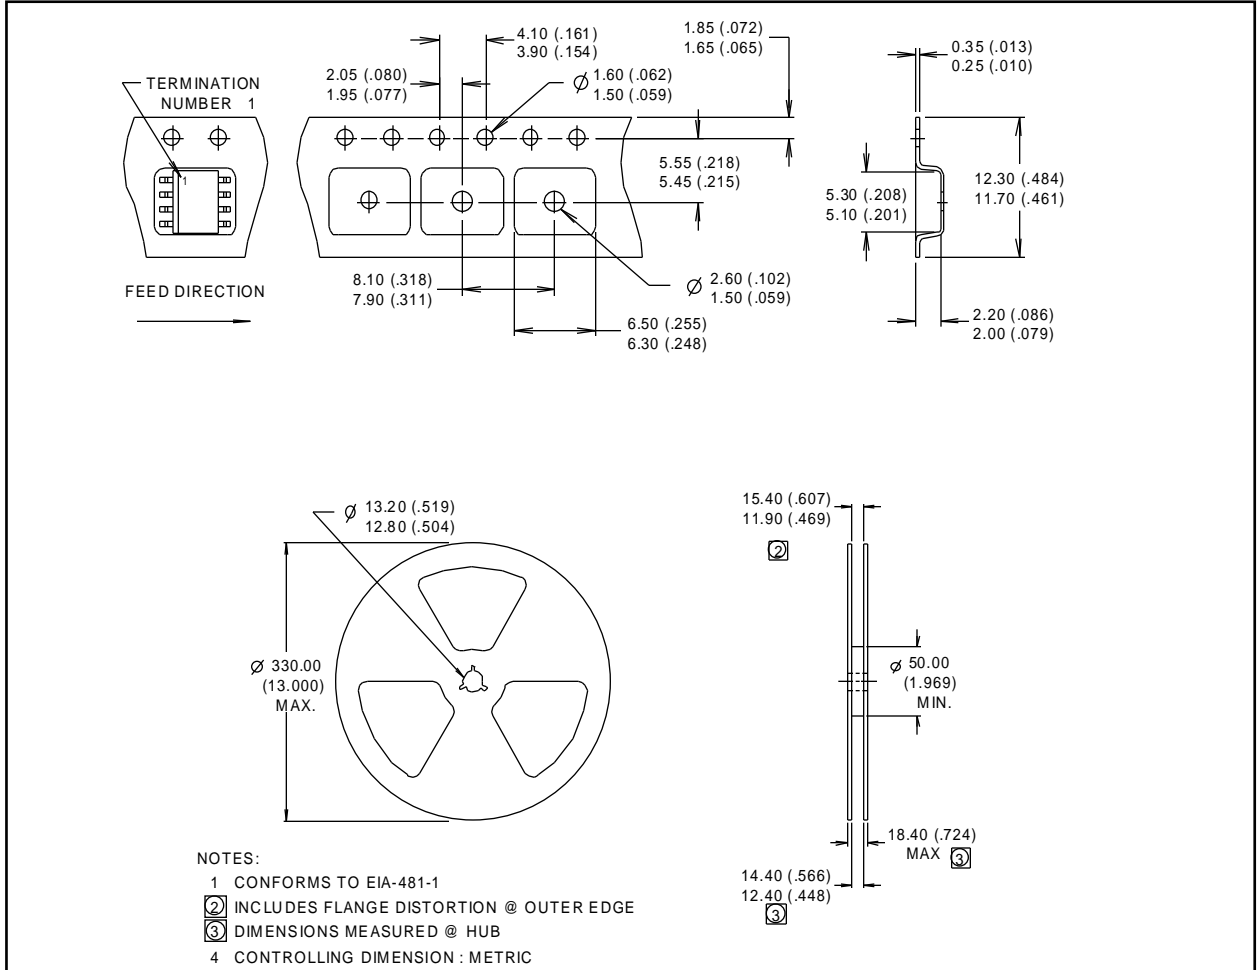 4.10 (.161)
3.90 (.154)
1.85 (.072)
1.65 (.065)
0.35 (.013)
0.25 (.010)
TERMINATION
NUMBER 1
2.05 (.080)
1.95 (.077)
Ø 1.60 (.062)
1.50 (.059)
1
5.55 (.218)
5.45 (.215)
5.30 (.208)
5.10 (.201)
12.30 (.484)
11.70 (.461)
FEED DIRECTION
8.10 (.318)
7.90 (.311)
Ø 2.60 (.102)
1.50 (.059)
6.50 (.255)
6.30 (.248)
2.20 (.086)
2.00 (.079)
Ø 13.20 (.519)
12.80 (.504)
15.40 (.607)
11.90 (.469)
2
Ø 330.00
(13.000)
MAX.
Ø 50.00
(1.969)
MIN.
18.40 (.724)
MAX 3
14.40 (.566)
12.40 (.448)
3
NOTES:
1 CONFORMS TO EIA-481-1
2 INCLUDES FLANGE DISTORTION @ OUTER EDGE
3 DIMENSIONS MEASURED @ HUB
4 CONTROLLING DIMENSION : METRIC